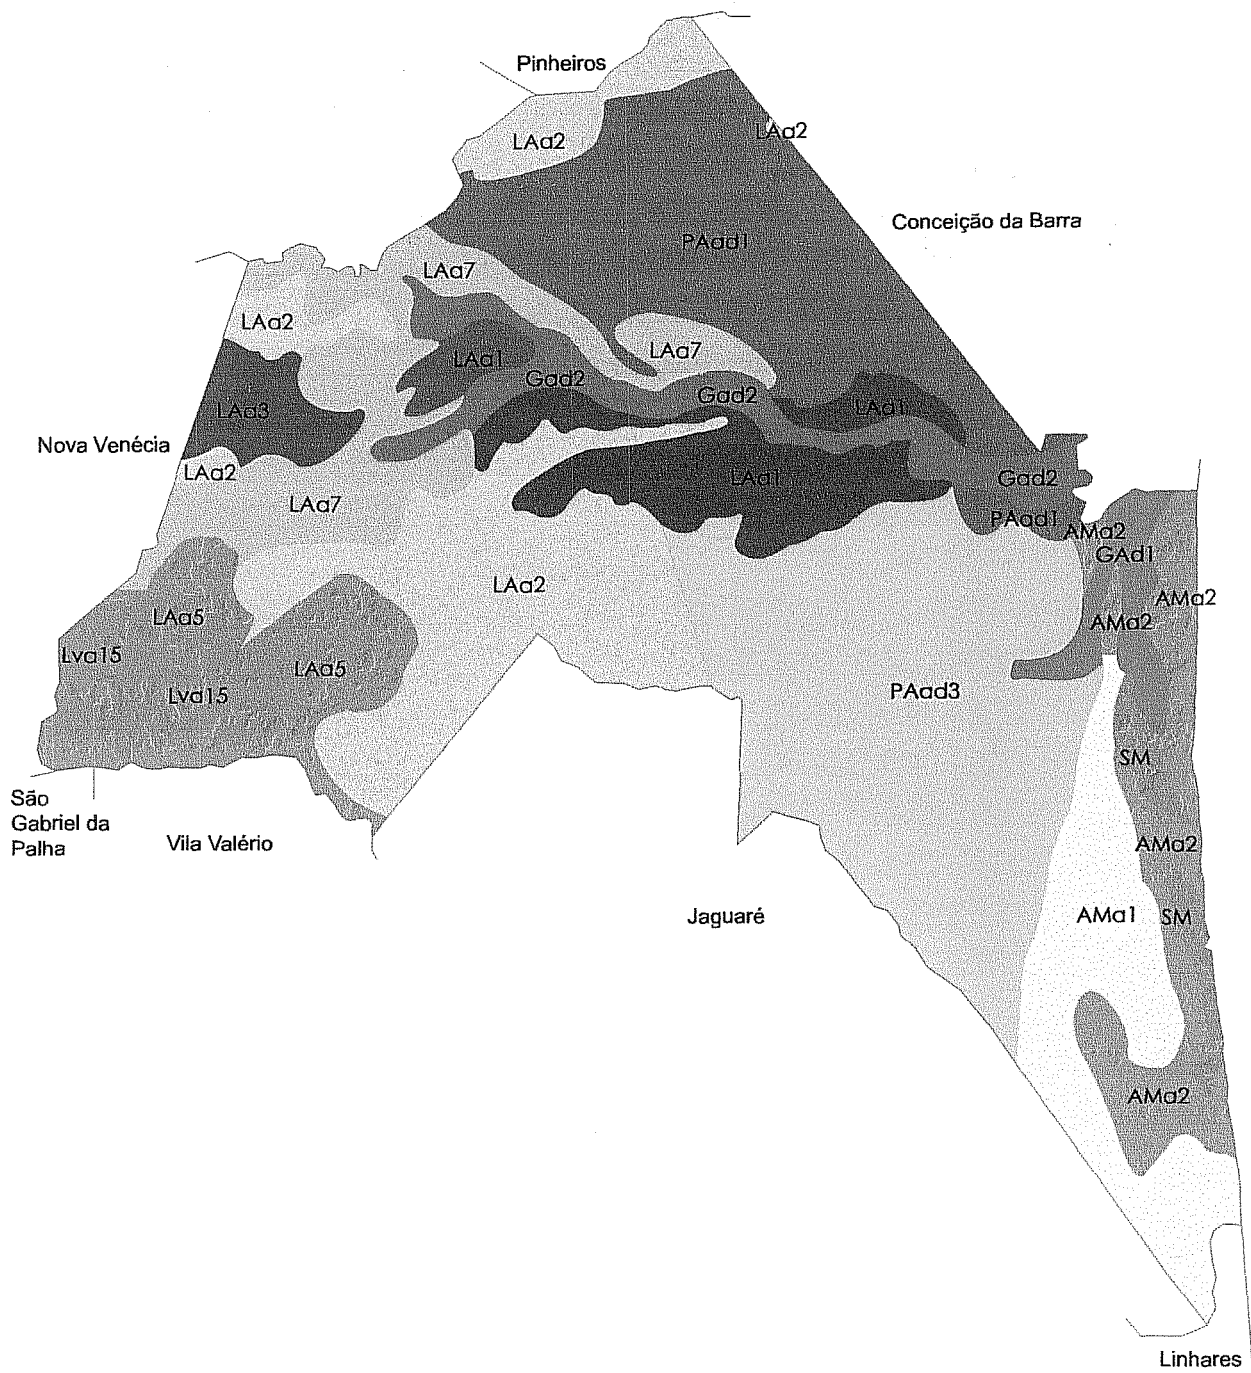 Pinheiros
LAa2
LAa2
Conceição da Barra
PAad1
LAa7
LAa2
LAa7
LAa1
Gad2
Gad2
LAa3
LAd1
Nova Venécia
LAa2
LAd1
Gad2
LAa7
PAad1
AMa2
GAd1
LAa2
AMa2
LAa5
AMa2
Lva15
LAa5
Lva15
PAad3
SM
São
Gabriel da
Palha
Vila Valério
AMa2
Jaguaré
AMa1
SM
AMa2
Linhares